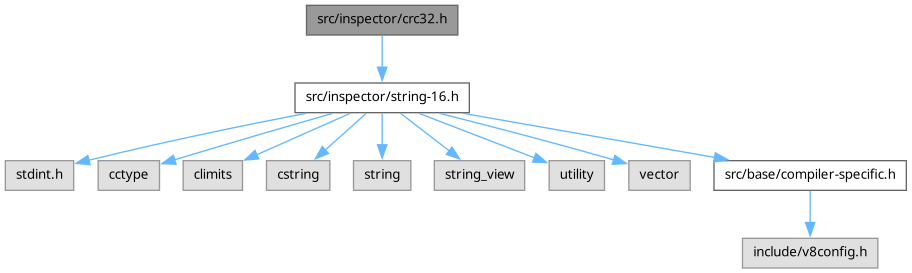 src/inspector/crc32.h
src/inspector/string-16.h
stdint.h
cctype
climits
cstring
string
string_view
utility
vector
src/base/compiler-specific.h
include/v8config.h